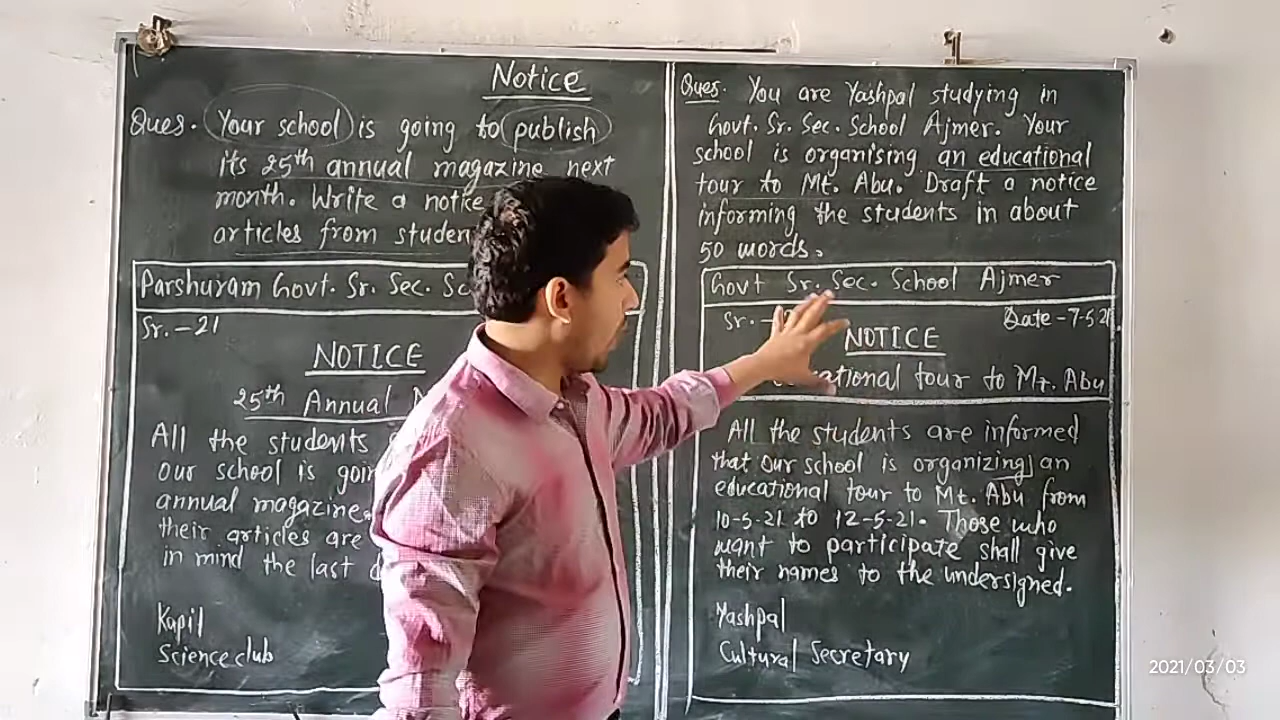 Notice
Ques. Your school is going to publish
its 25th annual magazine next
month. Write a notice
articles from
Parshuram Govt. Sr. Sec.
Sr. - 21
NOTICE
25th Annual
All the students
our school is
annual magazine
their articles are
in mind the last
Kapil
Science club
Ques. You are Yashpal studying in
Govt. Sr. Sec. School Ajmer. Your
school is organising an educational
tour to Mt. Abu. Draft a notice
informing the students in about
50 words.
Govt Sr. Sec. School Ajmer
Sr. -
Date - 7-5-21
NOTICE
tour to Mt. Abu
All the students are informed
that our school is organizing an
educational tour to Mt. Abu from
10-5-21 to 12-5-21. Those who
want to participate shall give
their names to the undersigned.
Yashpal
Cultural Secretary
2021/03/03